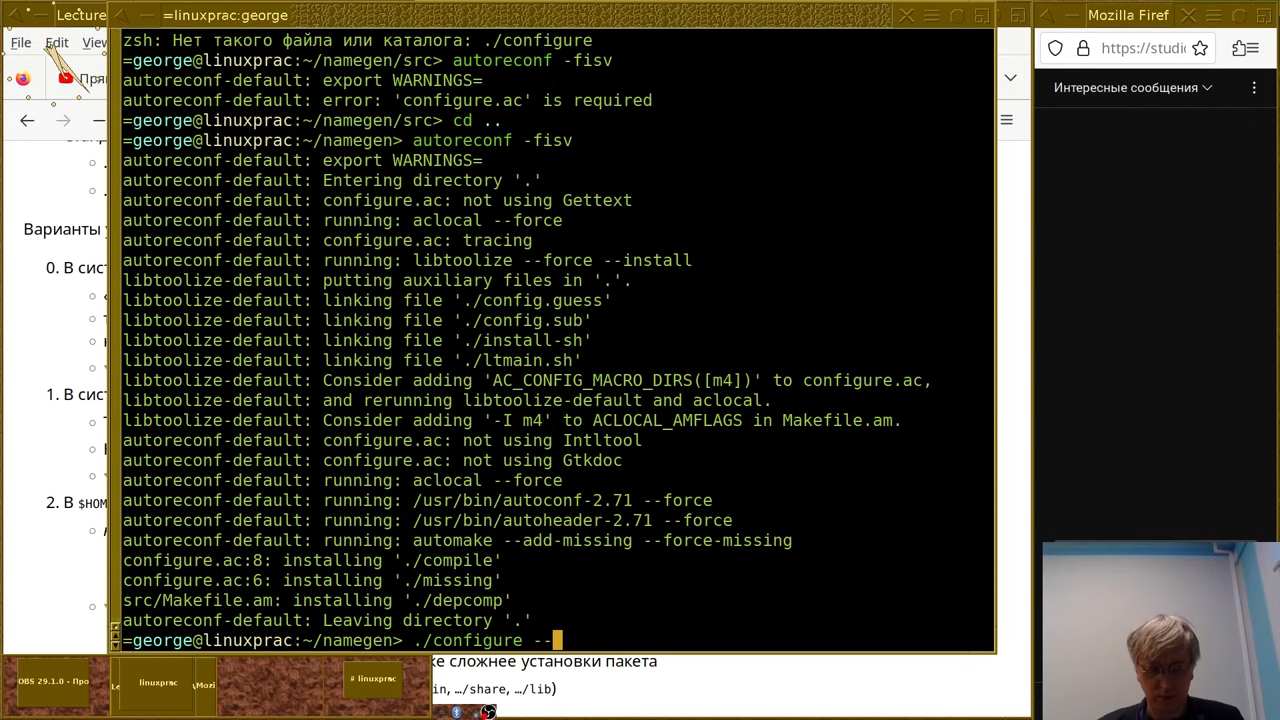 Lecture
=linuxprac:george
Mozilla Firef
File Edit View
https://studi
Пря
Интересные сообщения
zsh: Нет такого файла или каталога: ./configure
=george@linuxprac:~/namegen/src> autoreconf -fisv
autoreconf-default: export WARNINGS=
autoreconf-default: error: 'configure.ac' is required
=george@linuxprac:~/namegen/src> cd ..
=george@linuxprac:~/namegen> autoreconf -fisv
autoreconf-default: export WARNINGS=
autoreconf-default: Entering directory '.'
autoreconf-default: configure.ac: not using Gettext
autoreconf-default: running: aclocal --force
autoreconf-default: configure.ac: tracing
autoreconf-default: running: libtoolize --force --install
libtoolize-default: putting auxiliary files in '.'.
libtoolize-default: linking file './config.guess'
libtoolize-default: linking file './config.sub'
libtoolize-default: linking file './install-sh'
libtoolize-default: linking file './ltmain.sh'
libtoolize-default: Consider adding 'AC_CONFIG_MACRO_DIRS([m4])' to configure.ac,
libtoolize-default: and rerunning libtoolize-default and aclocal.
libtoolize-default: Consider adding '-I m4' to ACLOCAL_AMFLAGS in Makefile.am.
autoreconf-default: configure.ac: not using Intltool
autoreconf-default: configure.ac: not using Gtkdoc
autoreconf-default: running: aclocal --force
autoreconf-default: running: /usr/bin/autoconf-2.71 --force
autoreconf-default: running: /usr/bin/autoheader-2.71 --force
autoreconf-default: running: automake --add-missing --force-missing
configure.ac:8: installing './compile'
configure.ac:6: installing './missing'
src/Makefile.am: installing './depcomp'
autoreconf-default: Leaving directory '.'
=george@linuxprac:~/namegen> ./configure --
Варианты
0. В сист
1. В сист
2. В $HOM
же сложнее установки пакета
in, …/share, …/lib)
OBS 29.1.0 - Про
Le
linuxprac
\Mozi
# linuxprac